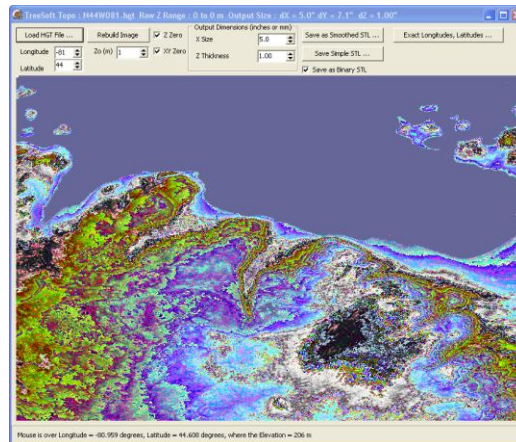 TreeSoft Topo : N44W081.hgt Raw Z Range : 0 to 0 m Output Size : dX = 5.0" dY = 7.1" dZ = 1.00"
Load HGT File ... Rebuild Image Z Zero Output Dimensions (inches or mm) Save as Smoothed STL ... Exact Longitudes, Latitudes ...
Longitude -81 Zo (m) 1 XY Zero X Size 5.0 Save Simple STL ...
Latitude 44 Z Thickness 1.00 Save as Binary STL
Mouse is over Longitude = -80.959 degrees, Latitude = 44.608 degrees, where the Elevation = 206 m